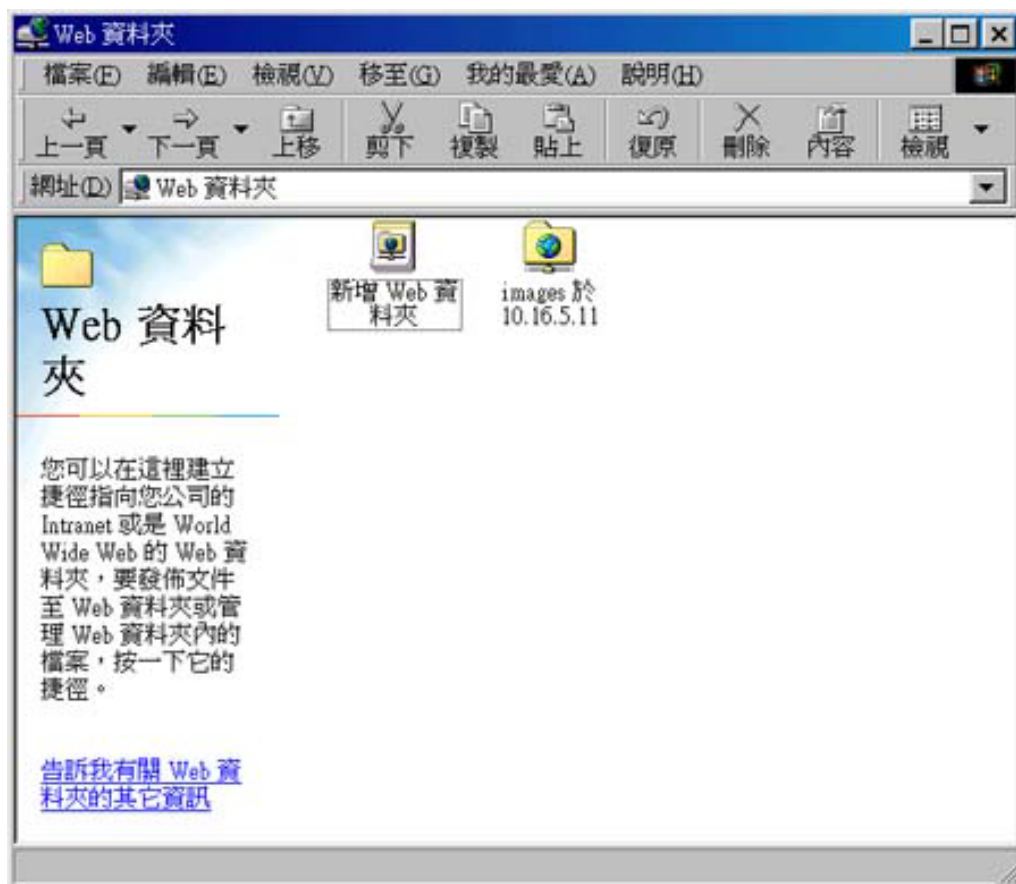 Web 資料夾
檔案(F) 編輯(E) 檢視(V) 移至(G) 我的最愛(A) 說明(H)
上一頁 下一頁 上移 剪下 複製 貼上 復原 刪除 內容 檢視
網址(D) Web 資料夾
Web 資料
夾
您可以在這裡建立
捷徑指向您公司的
Intranet 或是 World
Wide Web 的 Web 資
料夾，要發佈文件
至 Web 資料夾或管
理 Web 資料夾內的
檔案，按一下它的
捷徑。
告訴我有關 Web 資
料夾的其它資訊
新增 Web 資
料夾
images 於
10.16.5.11